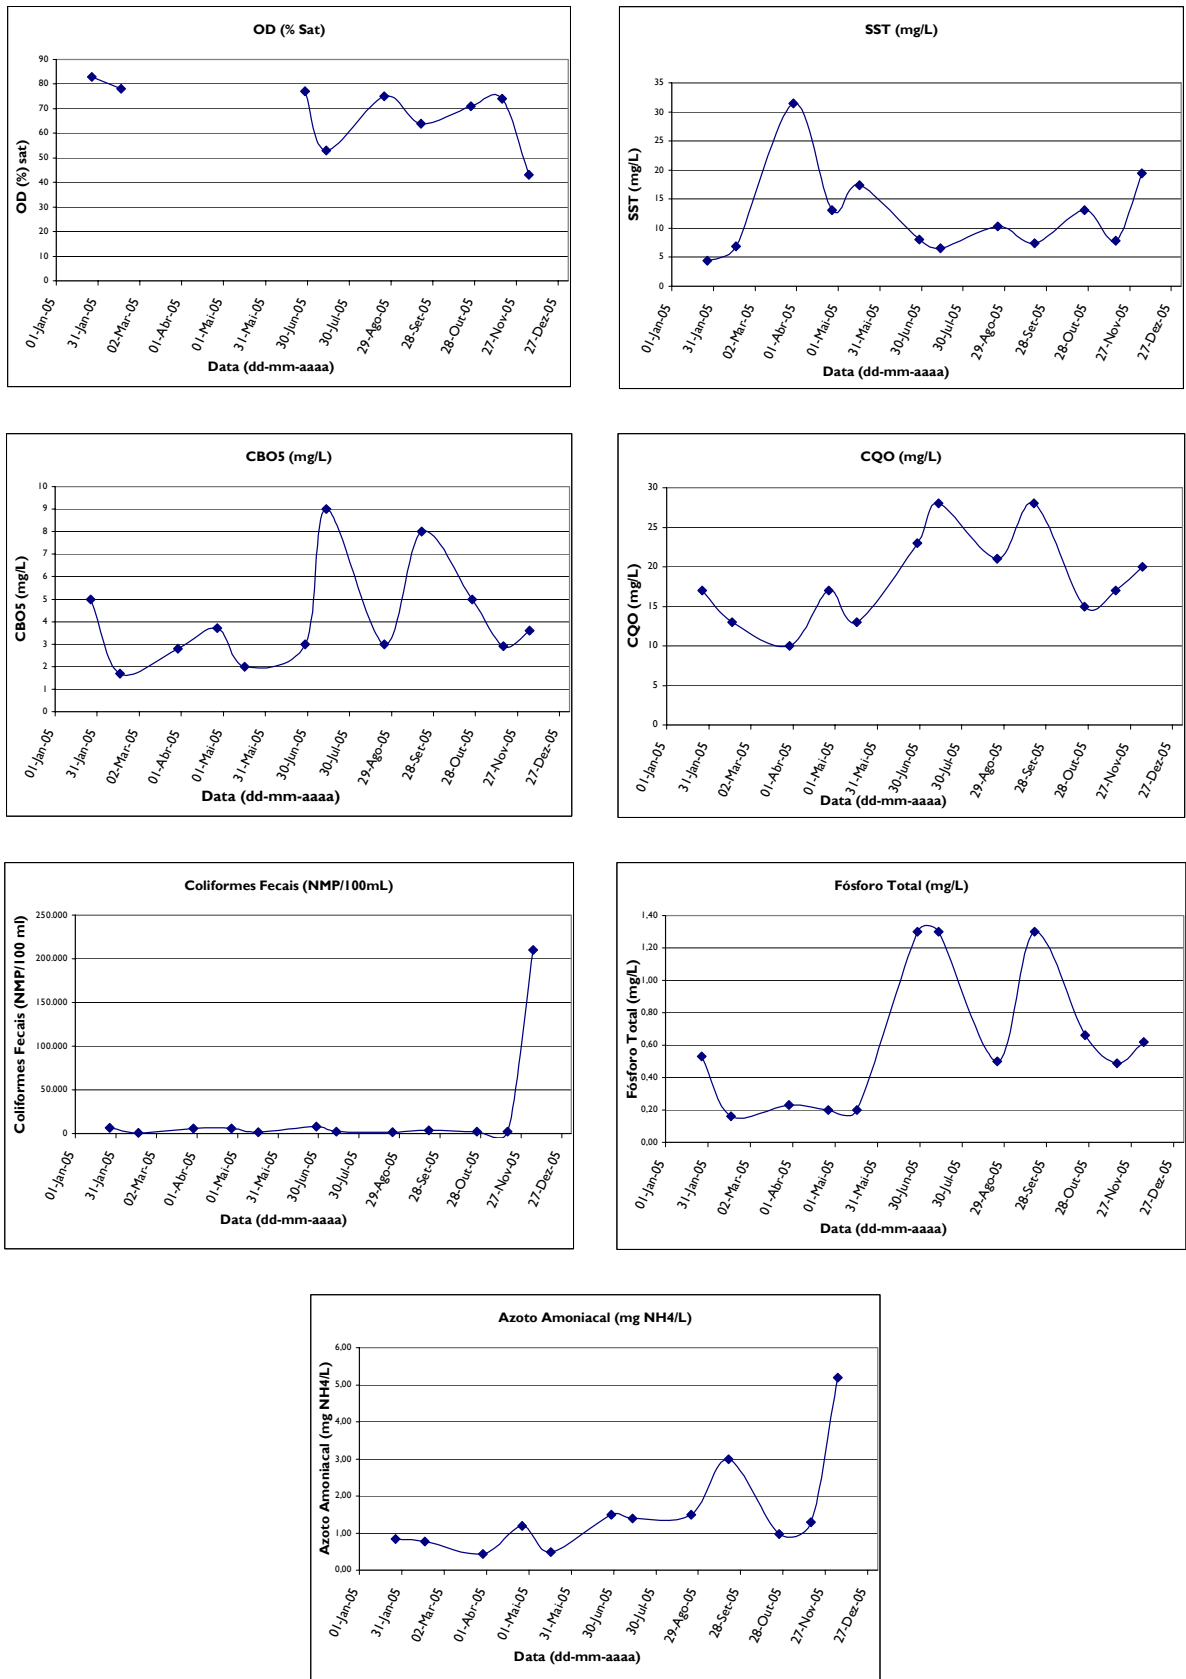 OD (% Sat)
OD (%) sat)
90
80
70
60
50
40
30
20
10
0
01-Jan-05
31-Jan-05
02-Mar-05
01-Abr-05
01-Mai-05
31-Mai-05
30-Jun-05
30-Jul-05
29-Ago-05
28-Set-05
28-Out-05
27-Nov-05
27-Dez-05
Data (dd-mm-aaaa)
SST (mg/L)
SST (mg/L)
35
30
25
20
15
10
5
0
01-Jan-05
31-Jan-05
02-Mar-05
01-Abr-05
01-Mai-05
31-Mai-05
30-Jun-05
30-Jul-05
29-Ago-05
28-Set-05
28-Out-05
27-Nov-05
27-Dez-05
Data (dd-mm-aaaa)
CBO5 (mg/L)
CBO5 (mg/L)
10
9
8
7
6
5
4
3
2
1
0
01-Jan-05
31-Jan-05
02-Mar-05
01-Abr-05
01-Mai-05
31-Mai-05
30-Jun-05
30-Jul-05
29-Ago-05
28-Set-05
28-Out-05
27-Nov-05
27-Dez-05
Data (dd-mm-aaaa)
CQO (mg/L)
CQO (mg/L)
30
25
20
15
10
5
0
01-Jan-05
31-Jan-05
02-Mar-05
01-Abr-05
01-Mai-05
31-Mai-05
30-Jun-05
30-Jul-05
29-Ago-05
28-Set-05
28-Out-05
27-Nov-05
27-Dez-05
Data (dd-mm-aaaa)
Coliformes Fecais (NMP/100mL)
Coliformes Fecais (NMP/100 ml)
250.000
200.000
150.000
100.000
50.000
0
01-Jan-05
31-Jan-05
02-Mar-05
01-Abr-05
01-Mai-05
31-Mai-05
30-Jun-05
30-Jul-05
29-Ago-05
28-Set-05
28-Out-05
27-Nov-05
27-Dez-05
Data (dd-mm-aaaa)
Fósforo Total (mg/L)
Fósforo Total (mg/L)
1,40
1,20
1,00
0,80
0,60
0,40
0,20
0,00
01-Jan-05
31-Jan-05
02-Mar-05
01-Abr-05
01-Mai-05
31-Mai-05
30-Jun-05
30-Jul-05
29-Ago-05
28-Set-05
28-Out-05
27-Nov-05
27-Dez-05
Data (dd-mm-aaaa)
Azoto Amoniacal (mg NH4/L)
Azoto Amoniacal (mg NH4/L)
6,00
5,00
4,00
3,00
2,00
1,00
0,00
01-Jan-05
31-Jan-05
02-Mar-05
01-Abr-05
01-Mai-05
31-Mai-05
30-Jun-05
30-Jul-05
29-Ago-05
28-Set-05
28-Out-05
27-Nov-05
27-Dez-05
Data (dd-mm-aaaa)